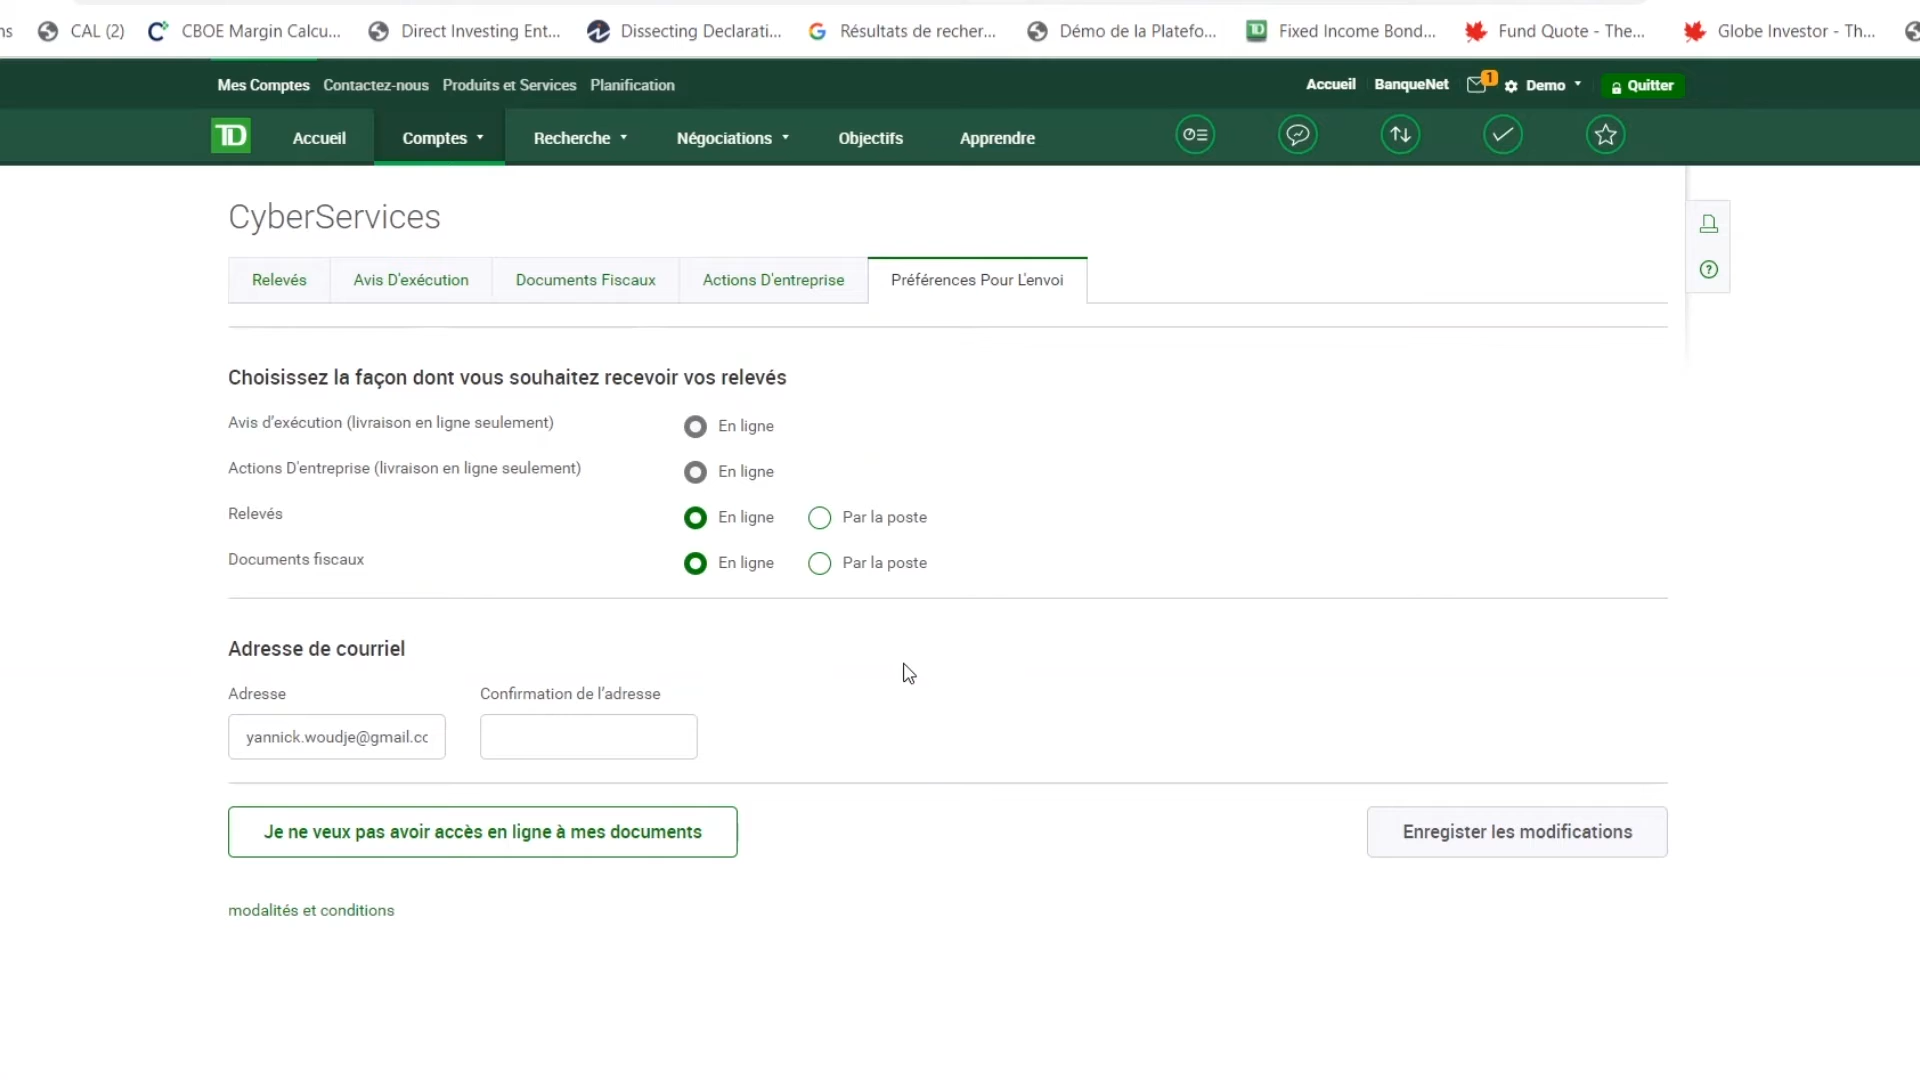 ns CAL (2) CBOE Margin Calcu... Direct Investing Ent... Dissecting Declarati... Résultats de recher... Démo de la Platefo... Fixed Income Bond... Fund Quote - The... Globe Investor - Th...
Mes Comptes Contactez-nous Produits et Services Planification Accueil BanqueNet 1 Demo Quitter
TD Accueil Comptes Recherche Négociations Objectifs Apprendre
CyberServices
Relevés Avis D'exécution Documents Fiscaux Actions D'entreprise Préférences Pour L'envoi
Choisissez la façon dont vous souhaitez recevoir vos relevés
Avis d’exécution (livraison en ligne seulement) En ligne
Actions D'entreprise (livraison en ligne seulement) En ligne
Relevés En ligne Par la poste
Documents fiscaux En ligne Par la poste
Adresse de courriel
Adresse Confirmation de l’adresse
yannick.woudje@gmail.cc
Je ne veux pas avoir accès en ligne à mes documents Enregister les modifications
modalités et conditions